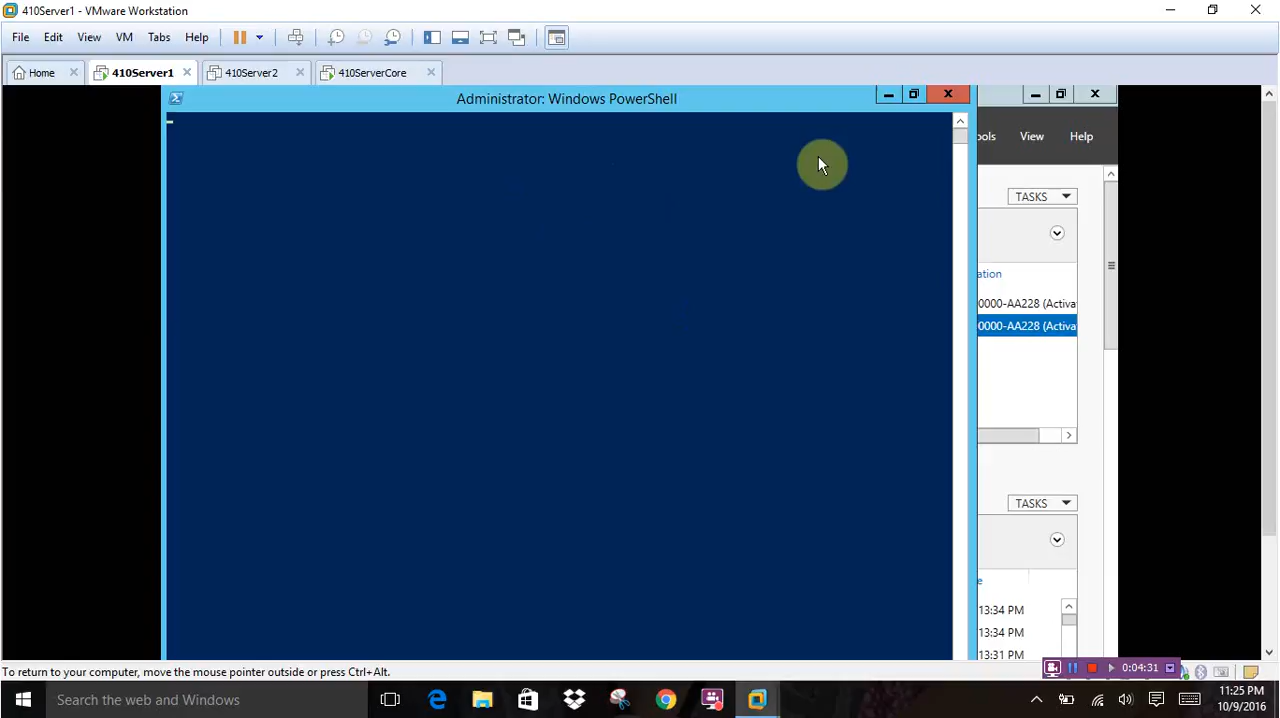 410Server1 - VMware Workstation
File Edit View VM Tabs Help
Home 410Server1 410Server2 410ServerCore
Administrator: Windows PowerShell
ools View Help
TASKS
ation
0000-AA228 (Activa
0000-AA228 (Activa
TASKS
e
13:34 PM
13:34 PM
13:31 PM
To return to your computer, move the mouse pointer outside or press Ctrl+Alt.
0:04:31
Search the web and Windows
11:25 PM
10/9/2016